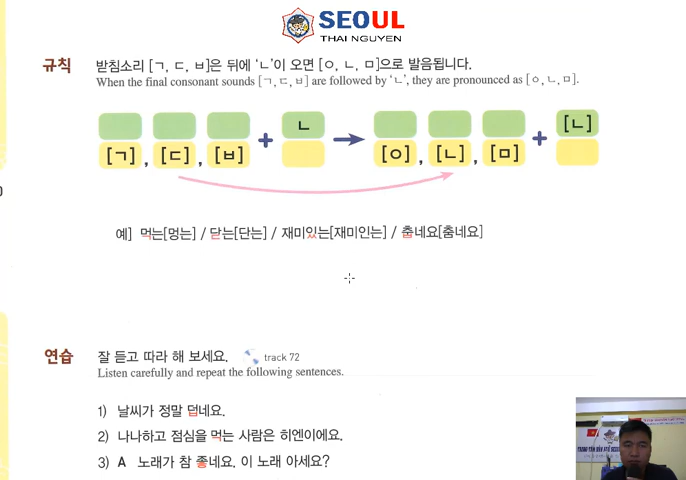 SEOUL
THAI NGUYEN
규칙 받침소리 [ㄱ, ㄷ, ㅂ]은 뒤에 ‘ㄴ’이 오면 [ㅇ, ㄴ, ㅁ]으로 발음됩니다.
When the final consonant sounds [ㄱ, ㄷ, ㅂ] are followed by ‘ㄴ’, they are pronounced as [ㅇ, ㄴ, ㅁ].
ㄴ [ㄴ]
[ㄱ] , [ㄷ] , [ㅂ] + → [ㅇ] , [ㄴ] , [ㅁ] +
예] 먹는[멍는] / 닫는[단는] / 재미있는[재미인는] / 춥네요[춤네요]
연습 잘 듣고 따라 해 보세요. track 72
Listen carefully and repeat the following sentences.
1) 날씨가 정말 덥네요.
2) 나나하고 점심을 먹는 사람은 히엔이에요.
3) A 노래가 참 좋네요. 이 노래 아세요?